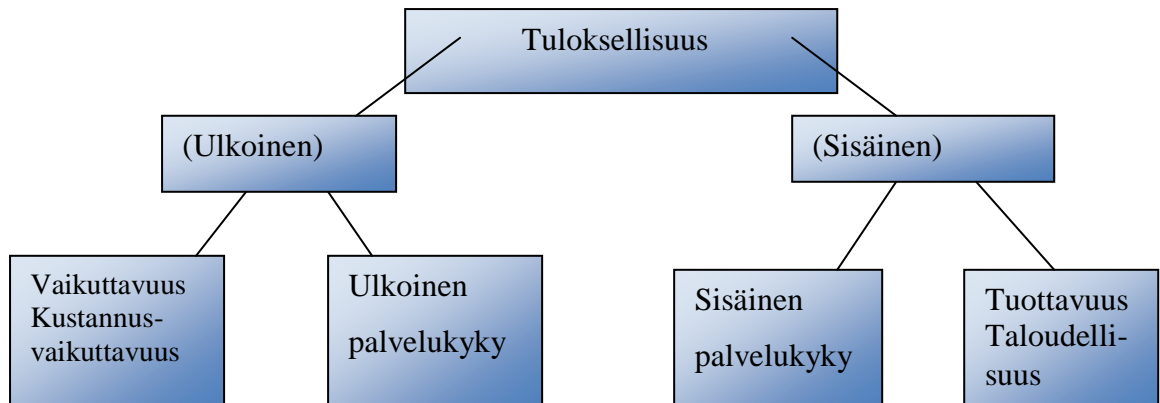 Tuloksellisuus
(Ulkoinen)
(Sisäinen)
Vaikuttavuus
Kustannus-
vaikuttavuus
Ulkoinen
palvelukyky
Sisäinen
palvelukyky
Tuottavuus
Taloudelli-
suus